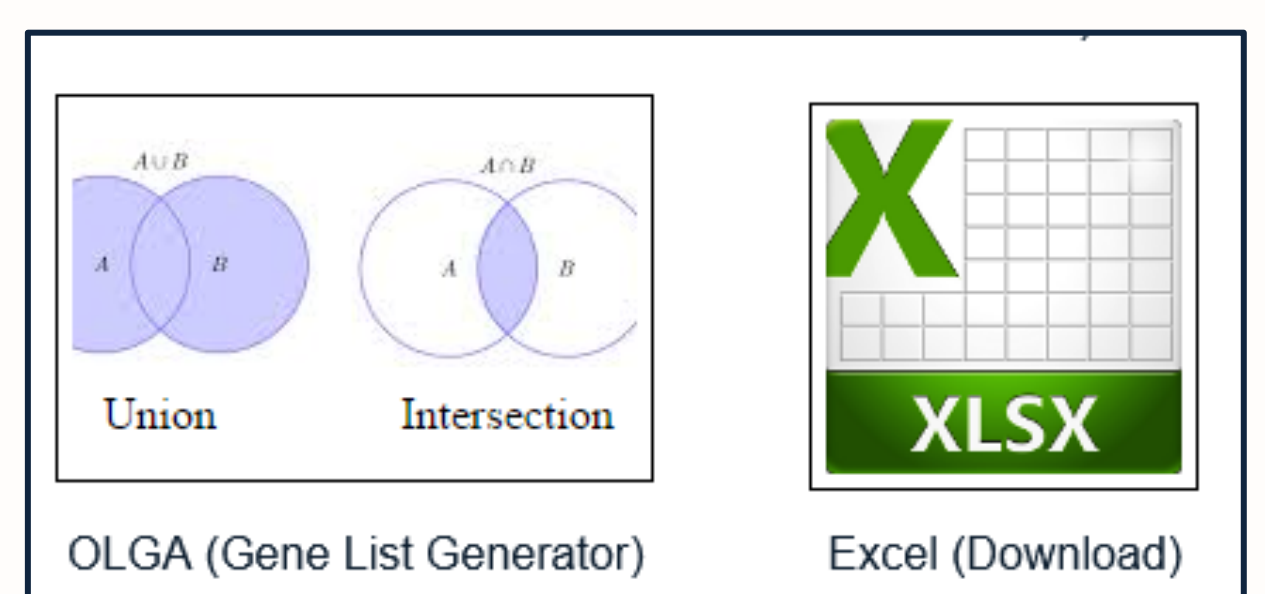 A∪B
A∩B
A
B
A
B
Union
Intersection
X
XLSX
OLGA (Gene List Generator)
Excel (Download)